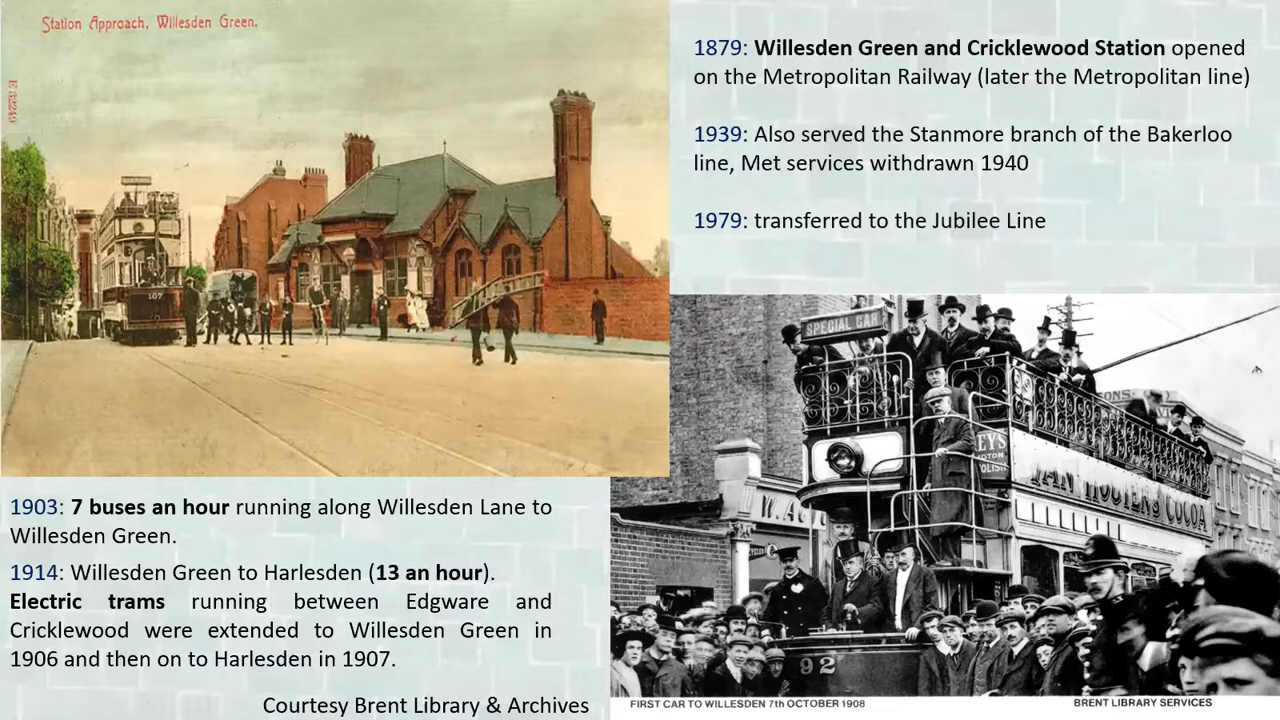 Station Approach, Willesden Green.
1879: Willesden Green and Cricklewood Station opened
on the Metropolitan Railway (later the Metropolitan line)
1939: Also served the Stanmore branch of the Bakerloo
line, Met services withdrawn 1940
1979: transferred to the Jubilee Line
107
SPECIAL CAR
VAN HOUTEN'S COCOA
92
FIRST CAR TO WILLESDEN 7th OCTOBER 1908
BRENT LIBRARY SERVICES
1903: 7 buses an hour running along Willesden Lane to
Willesden Green.
1914: Willesden Green to Harlesden (13 an hour).
Electric trams running between Edgware and
Cricklewood were extended to Willesden Green in
1906 and then on to Harlesden in 1907.
Courtesy Brent Library & Archives